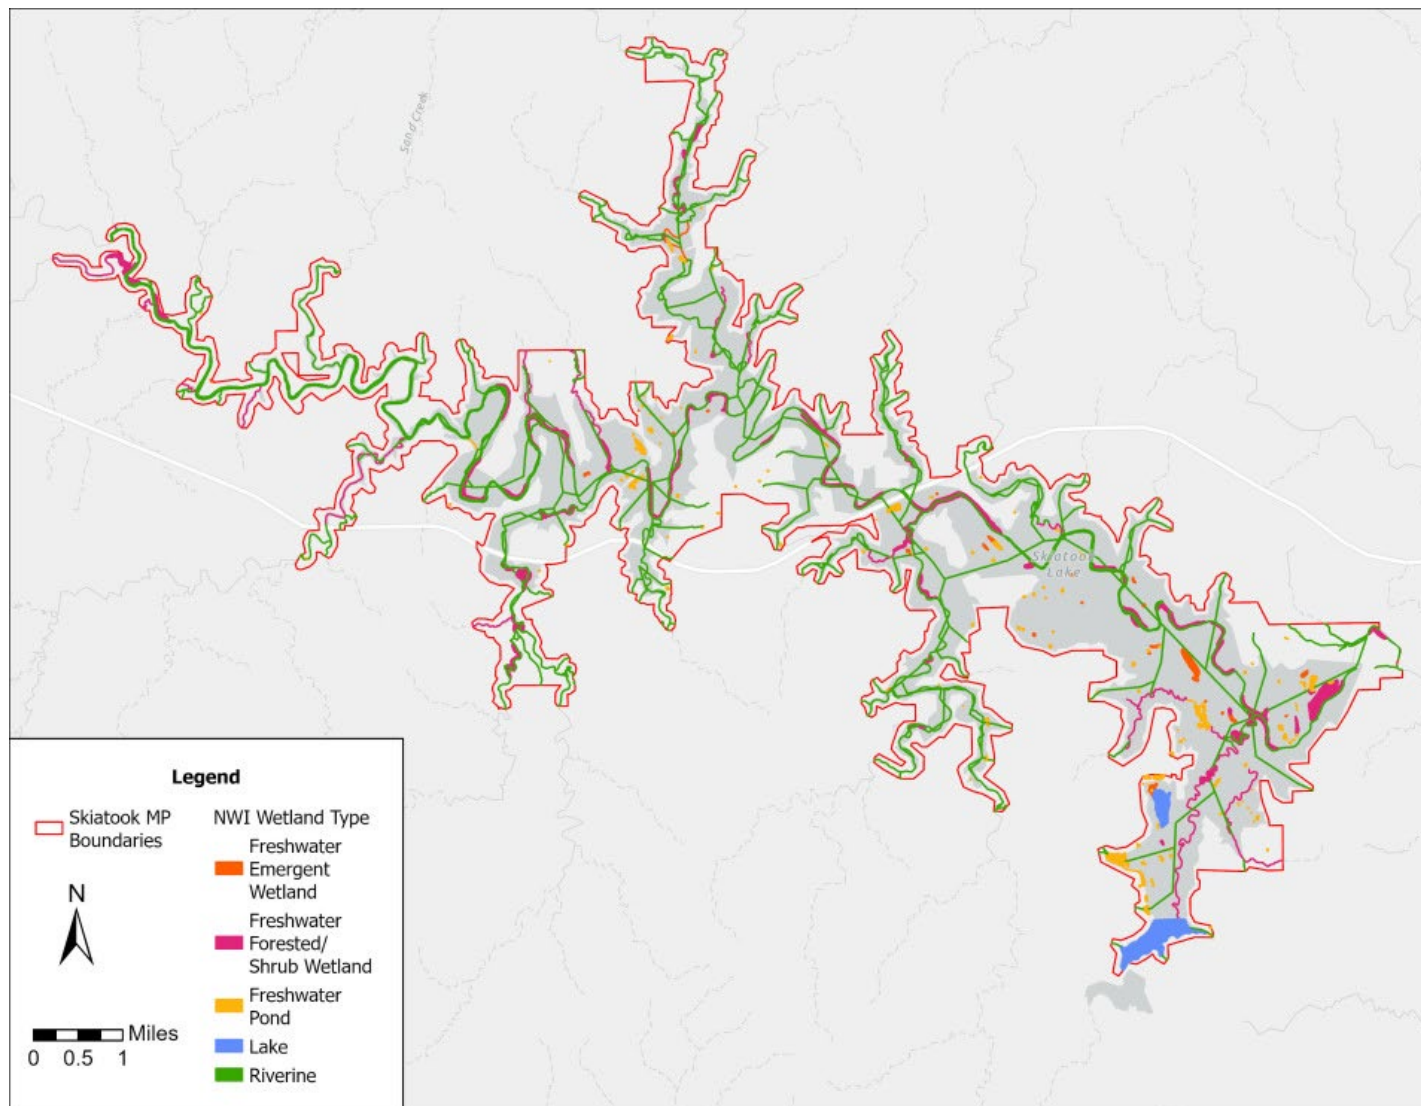 Sand Creek
Skiatook
Lake
Legend
Skiatook MP
Boundaries
N
Miles
0 0.5 1
NWI Wetland Type
Freshwater
Emergent
Wetland
Freshwater
Forested/
Shrub Wetland
Freshwater
Pond
Lake
Riverine